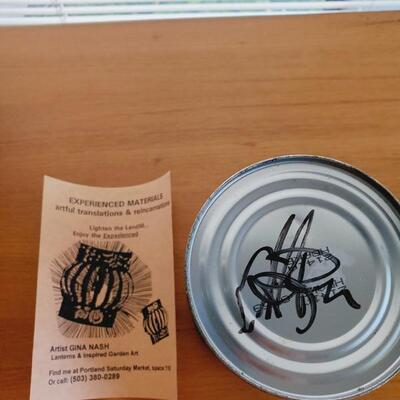 EXPERIENCED MATERIALS
artful translations & reincarnations
Lighten the Landfill..
Enjoy the Experienced
Artist GINA NASH
Lanterns & Inspired Garden Art
Find me at Portland Saturday Market, space
Or call: (503) 380-0289